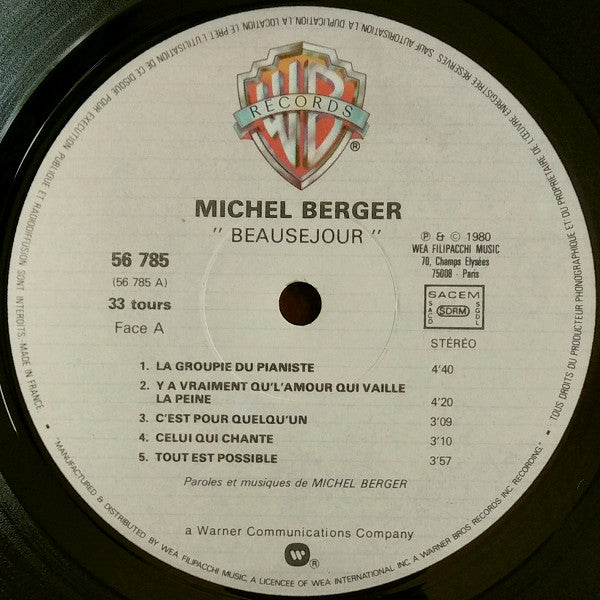 WB
RECORDS
®
MICHEL BERGER
" BEAUSEJOUR "
56 785
(56 785 A)
33 tours
Face A
℗ & © 1980
WEA FILIPACCHI MUSIC
70, Champs Elysées
75008 - Paris
SACEM
SACD
SDRM
SGDL
STÉRÉO
1. LA GROUPIE DU PIANISTE 4'40
2. Y A VRAIMENT QU'L'AMOUR QUI VAILLE
LA PEINE 4'20
3. C'EST POUR QUELQU'UN 3'09
4. CELUI QUI CHANTE 3'10
5. TOUT EST POSSIBLE 3'57
Paroles et musiques de MICHEL BERGER
a Warner Communications Company
®
• TOUS DROITS DU PRODUCTEUR PHONOGRAPHIQUE ET DU PROPRIETAIRE DE L'ŒUVRE ENREGISTREE RESERVES. SAUF AUTORISATION LA DUPLICATION LA LOCATION LE PRET L'UTILISATION DE CE DISQUE POUR EXECUTION PUBLIQUE ET RADIODIFFUSION SONT INTERDITS. MADE IN FRANCE.
• "MANUFACTURED & DISTRIBUTED BY WEA FILIPACCHI MUSIC, A LICENCEE OF WEA INTERNATIONAL INC. A WARNER BROS RECORDS INC. RECORDING." •